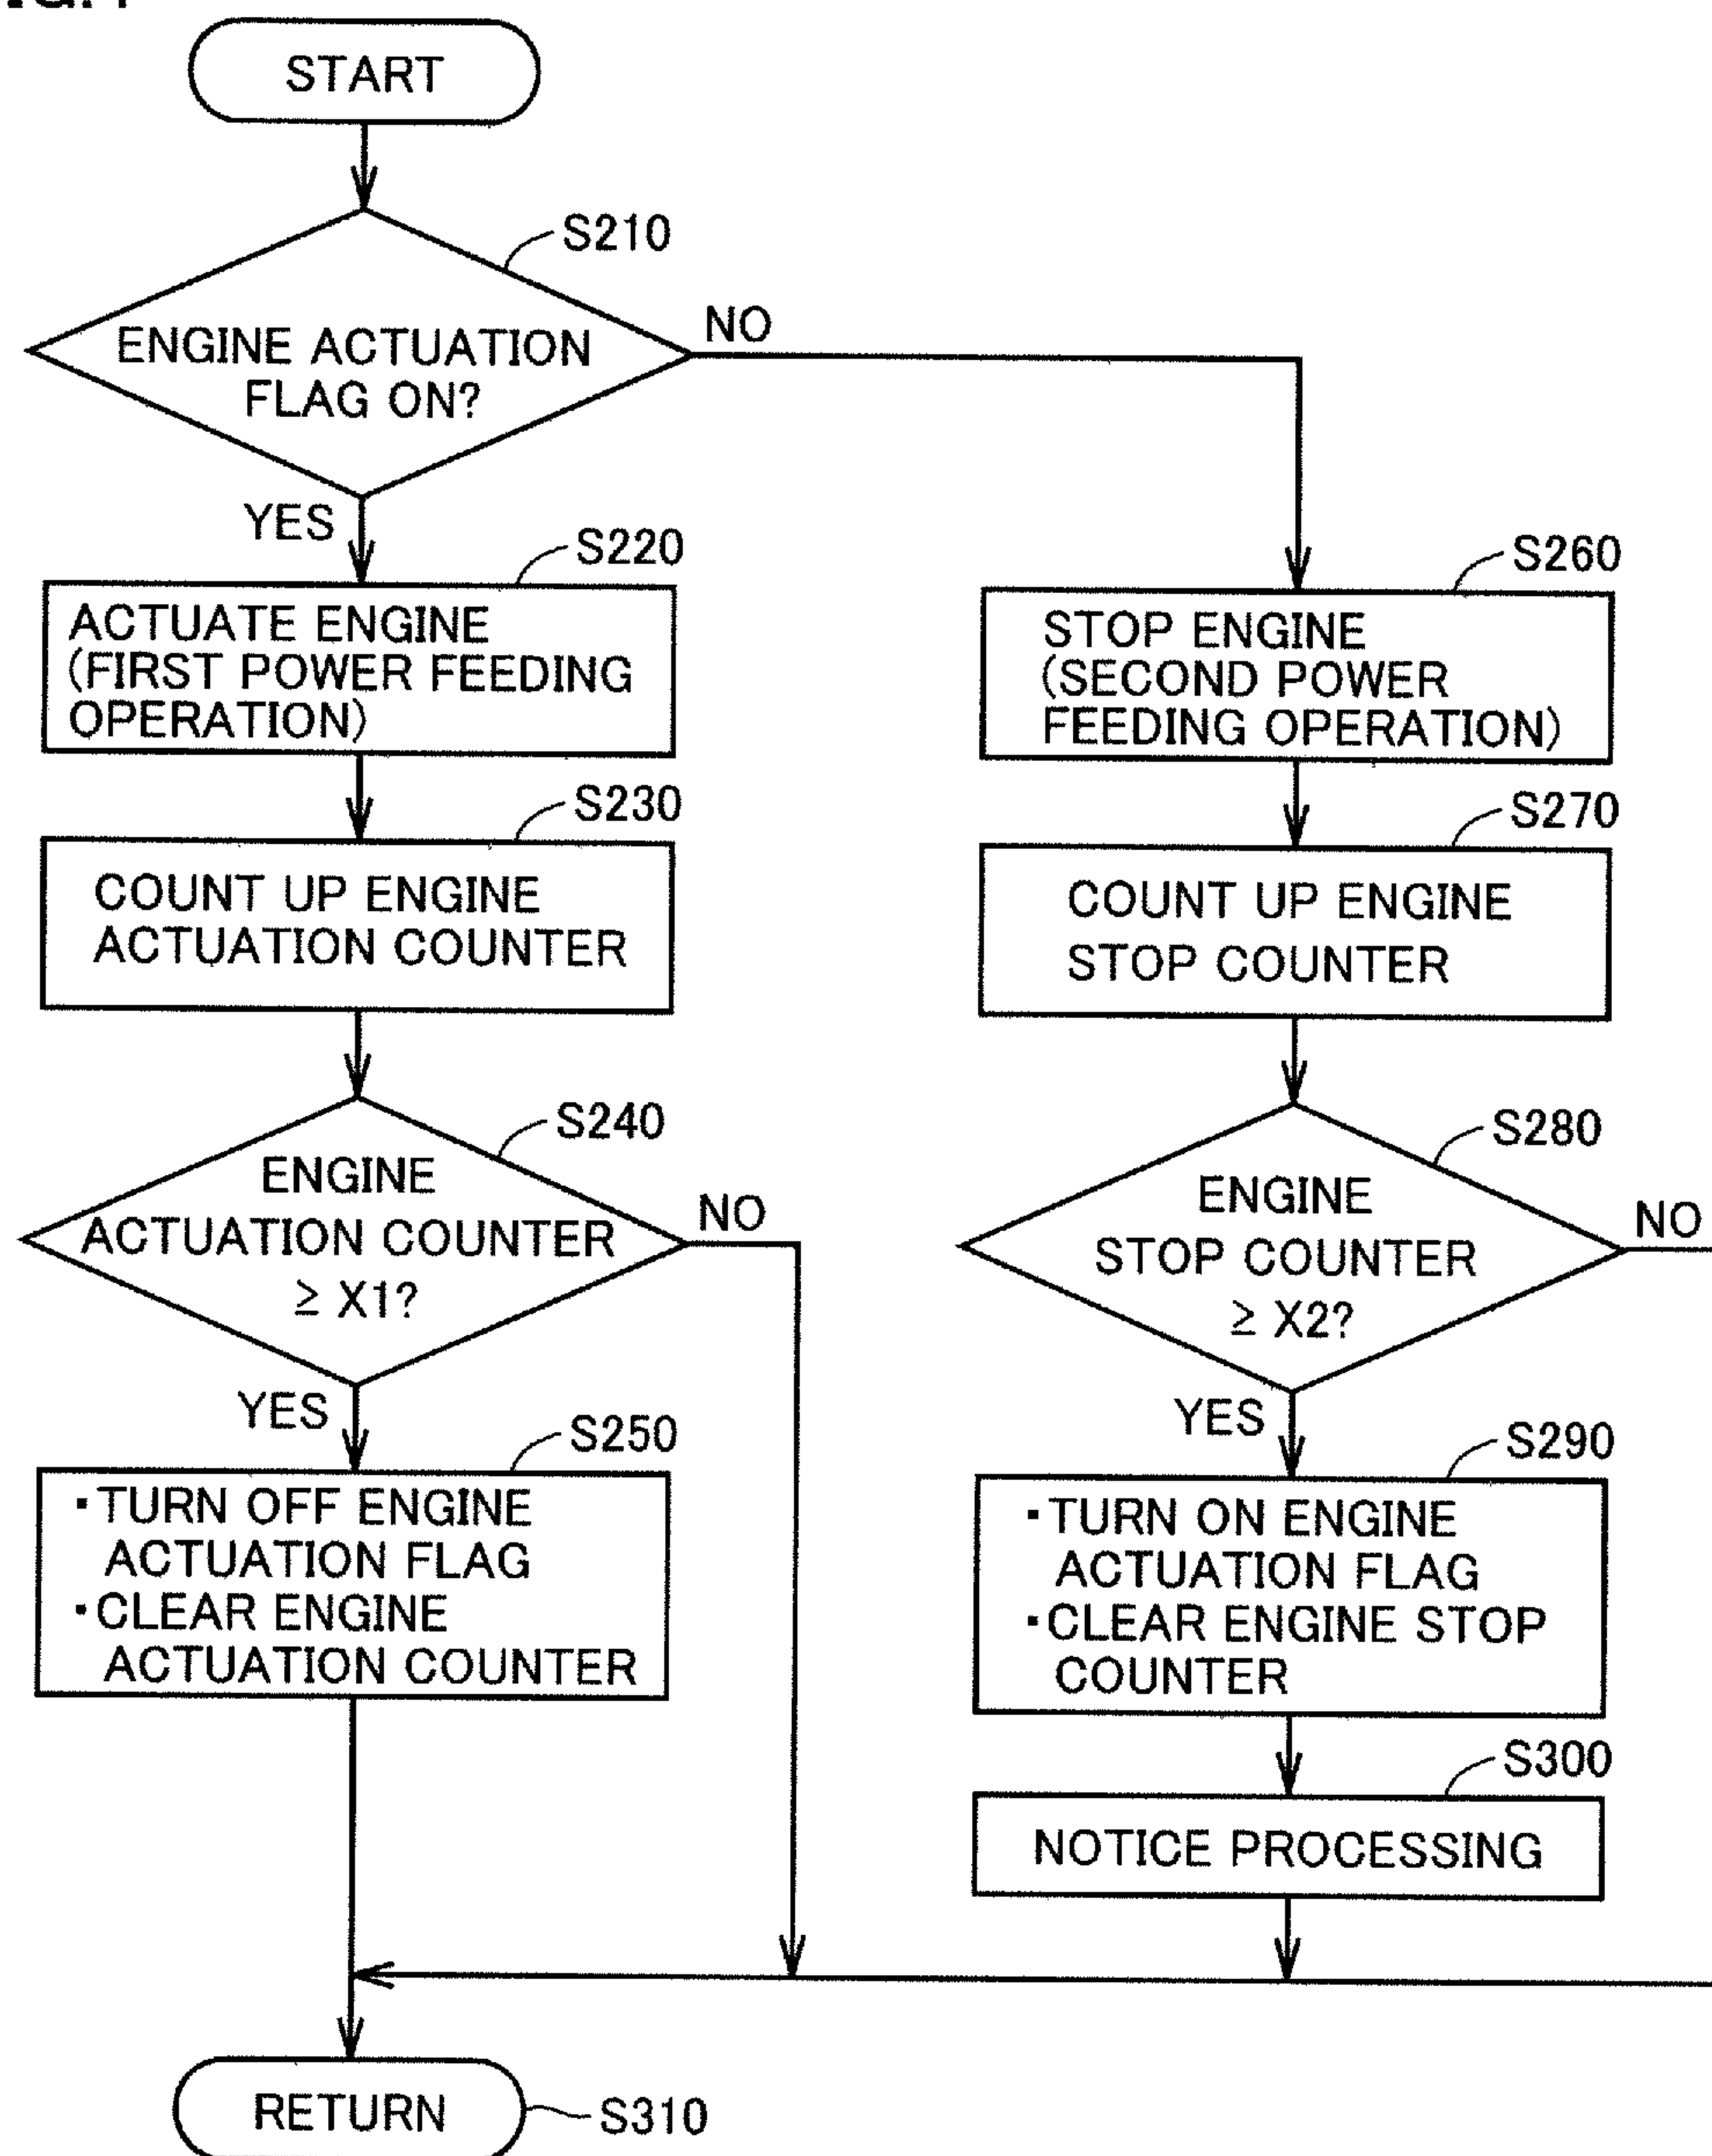 START
S210
ENGINE ACTUATION
FLAG ON?
NO
YES
S220
ACTUATE ENGINE
(FIRST POWER FEEDING
OPERATION)
S230
COUNT UP ENGINE
ACTUATION COUNTER
S240
ENGINE
ACTUATION COUNTER
≧ X1?
NO
YES
S250
・TURN OFF ENGINE
ACTUATION FLAG
・CLEAR ENGINE
ACTUATION COUNTER
S260
STOP ENGINE
(SECOND POWER
FEEDING OPERATION)
S270
COUNT UP ENGINE
STOP COUNTER
S280
ENGINE
STOP COUNTER
≧ X2?
NO
YES
S290
・TURN ON ENGINE
ACTUATION FLAG
・CLEAR ENGINE STOP
COUNTER
S300
NOTICE PROCESSING
RETURN
S310